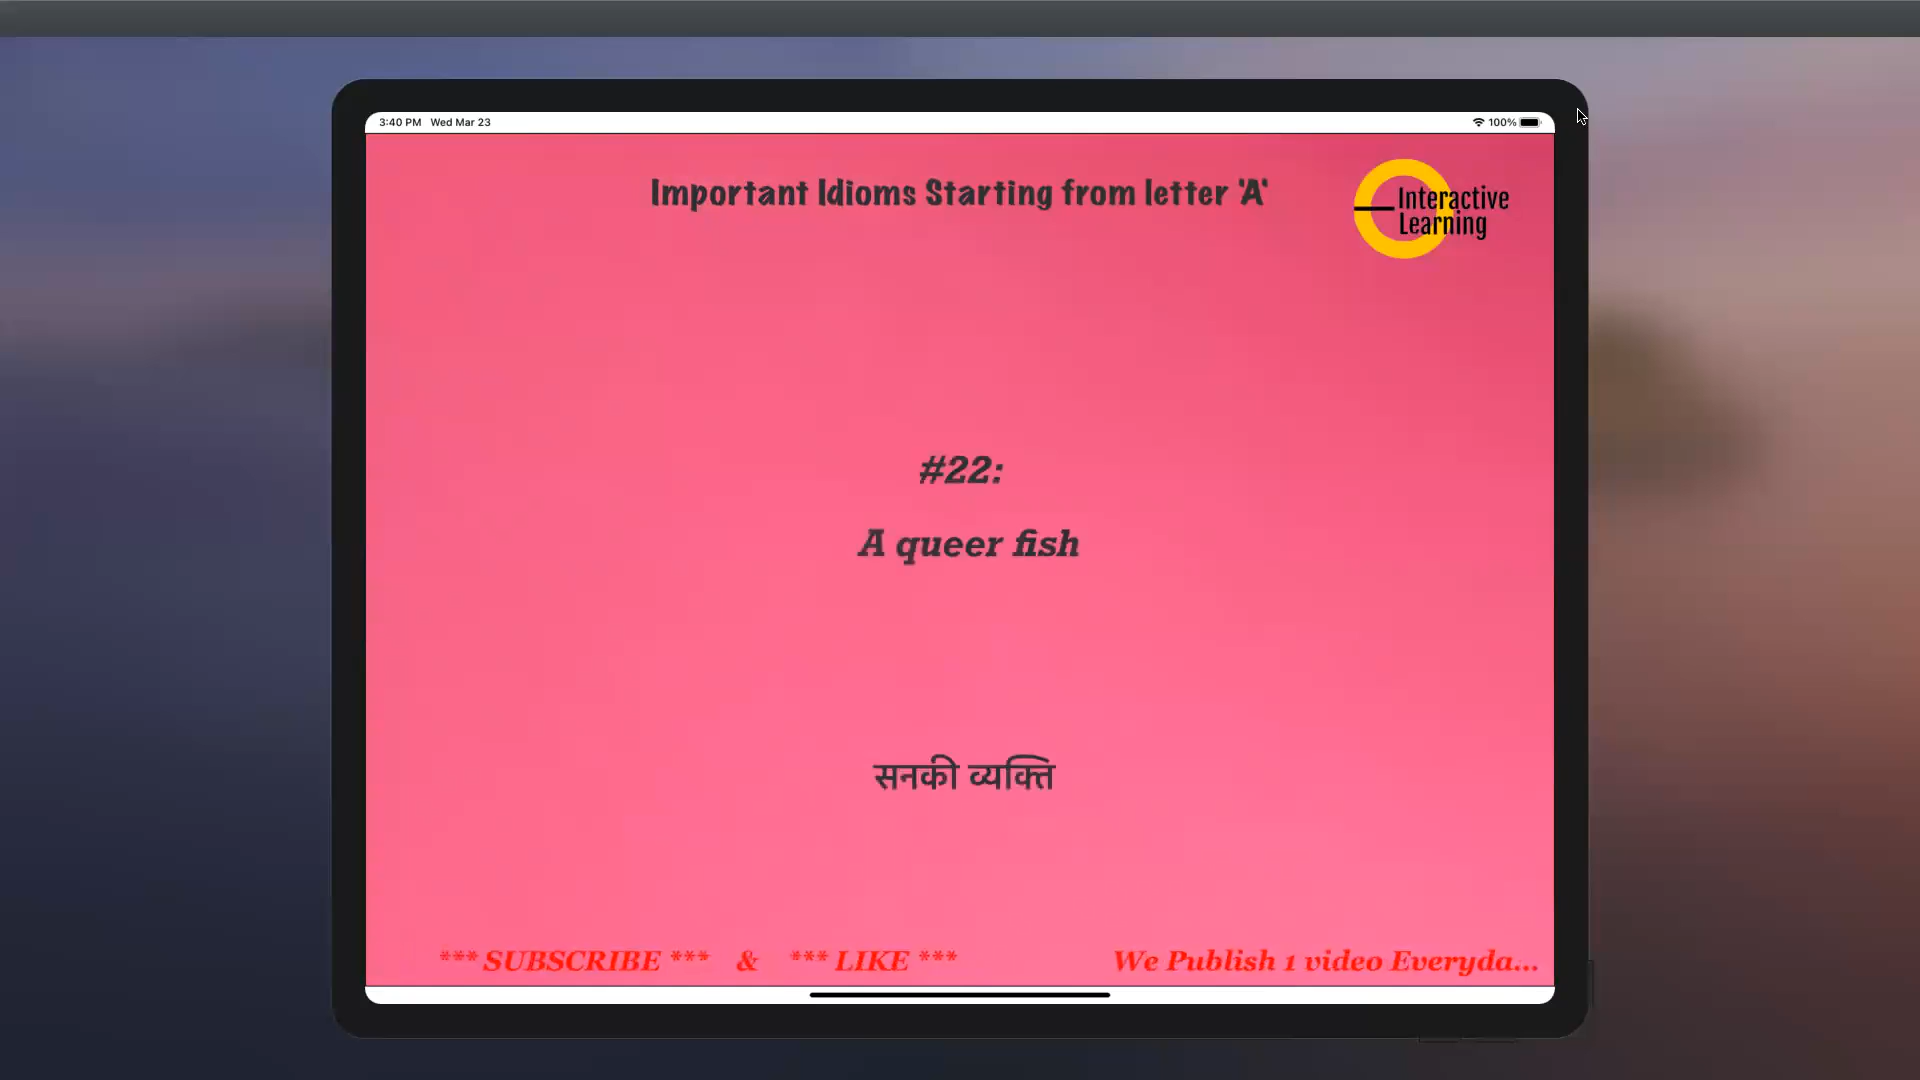 3:40 PM Wed Mar 23
100%
Important Idioms Starting from letter 'A'
Interactive
Learning
#22:
A queer fish
सनकी व्यक्ति
*** SUBSCRIBE *** & *** LIKE *** We Publish 1 video Everyda...